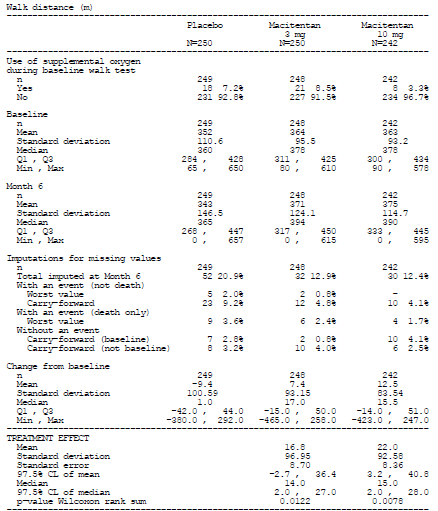 Walk distance (m)
Placebo Macitentan Macitentan
3 mg 10 mg
N=250 N=250 N=242
Use of supplemental oxygen
during baseline walk test
n 249 248 242
Yes 18 7.2% 21 8.5% 8 3.3%
No 231 92.8% 227 91.5% 234 96.7%
Baseline
n 249 248 242
Mean 352 364 363
Standard deviation 110.6 95.5 93.2
Median 360 378 378
Q1 , Q3 284 , 428 311 , 425 300 , 434
Min , Max 65 , 650 80 , 610 90 , 578
Month 6
n 249 248 242
Mean 343 371 375
Standard deviation 146.5 124.1 114.7
Median 365 394 390
Q1 , Q3 268 , 447 317 , 450 333 , 445
Min , Max 0 , 657 0 , 615 0 , 595
Imputations for missing values
n 249 248 242
Total imputed at Month 6 52 20.9% 32 12.9% 30 12.4%
With an event (not death)
Worst value 5 2.0% 2 0.8% -
Carry-forward 23 9.2% 12 4.8% 10 4.1%
With an event (death only)
Worst value 9 3.6% 6 2.4% 4 1.7%
Without an event
Carry-forward (baseline) 7 2.8% 2 0.8% 10 4.1%
Carry-forward (not baseline) 8 3.2% 10 4.0% 6 2.5%
Change from baseline
n 249 248 242
Mean -9.4 7.4 12.5
Standard deviation 100.59 93.15 83.54
Median 1.0 17.0 15.5
Q1 , Q3 -42.0 , 44.0 -15.0 , 50.0 -14.0 , 51.0
Min , Max -380.0 , 292.0 -465.0 , 258.0 -423.0 , 247.0
TREATMENT EFFECT
Mean 16.8 22.0
Standard deviation 96.95 92.58
Standard error 8.70 8.36
97.5% CL of mean -2.7 , 36.4 3.2 , 40.8
Median 14.0 15.0
97.5% CL of median 2.0 , 27.0 2.0 , 28.0
p-value Wilcoxon rank sum 0.0122 0.0078